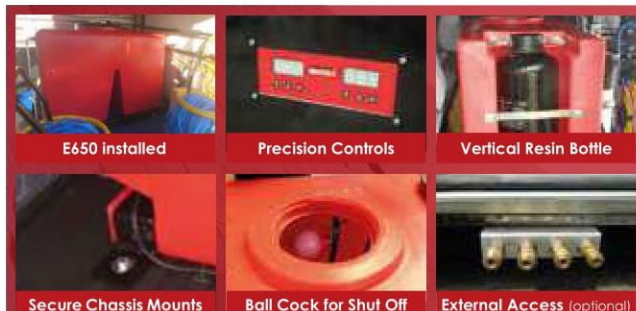 E650 installed
Precision Controls
Vertical Resin Bottle
Secure Chassis Mounts
Ball Cock for Shut Off
External Access (optional)